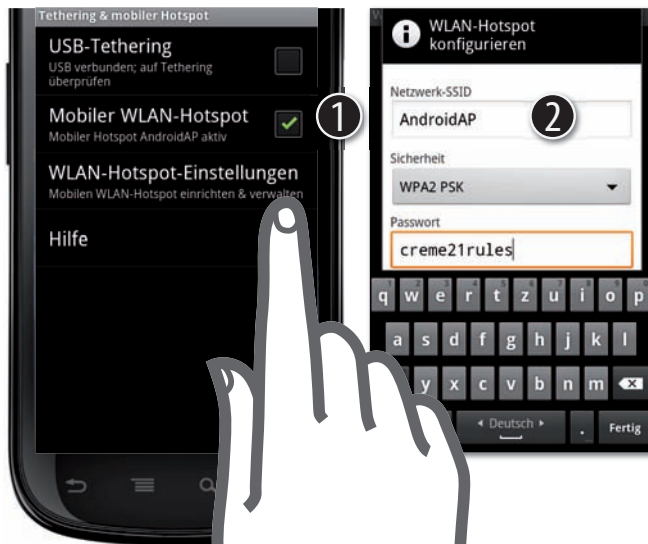 Tethering & mobiler Hotspot
USB-Tethering
USB verbunden; auf Tethering
überprüfen
Mobiler WLAN-Hotspot
Mobiler Hotspot AndroidAP aktiv
1
WLAN-Hotspot-Einstellungen
Mobilen WLAN-Hotspot einrichten & verwalten
Hilfe
WLAN-Hotspot
konfigurieren
Netzwerk-SSID
AndroidAP
2
Sicherheit
WPA2 PSK
Passwort
creme21rules
q w e r t z u i o p
a s d f g h j k l
y x c v b n m
Deutsch . Fertig